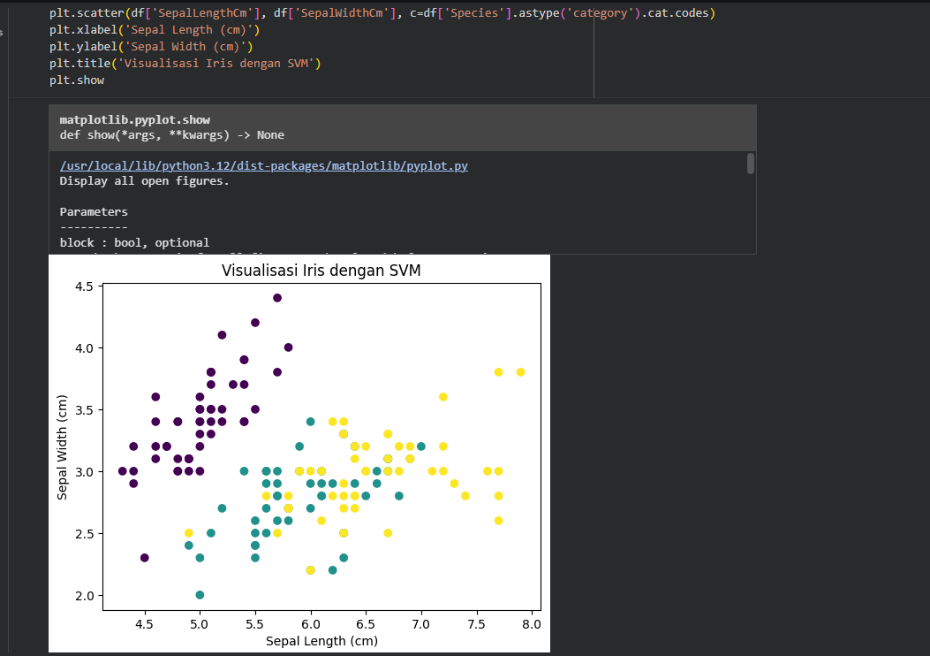 plt.scatter(df['SepalLengthCm'], df['SepalWidthCm'], c=df['Species'].astype('category').cat.codes)
plt.xlabel('Sepal Length (cm)')
plt.ylabel('Sepal Width (cm)')
plt.title('Visualisasi Iris dengan SVM')
plt.show
matplotlib.pyplot.show
def show(*args, **kwargs) -> None
/usr/local/lib/python3.12/dist-packages/matplotlib/pyplot.py
Display all open figures.
Parameters
----------
block : bool, optional
Visualisasi Iris dengan SVM
4.5
4.0
3.5
3.0
2.5
2.0
Sepal Width (cm)
4.5 5.0 5.5 6.0 6.5 7.0 7.5 8.0
Sepal Length (cm)